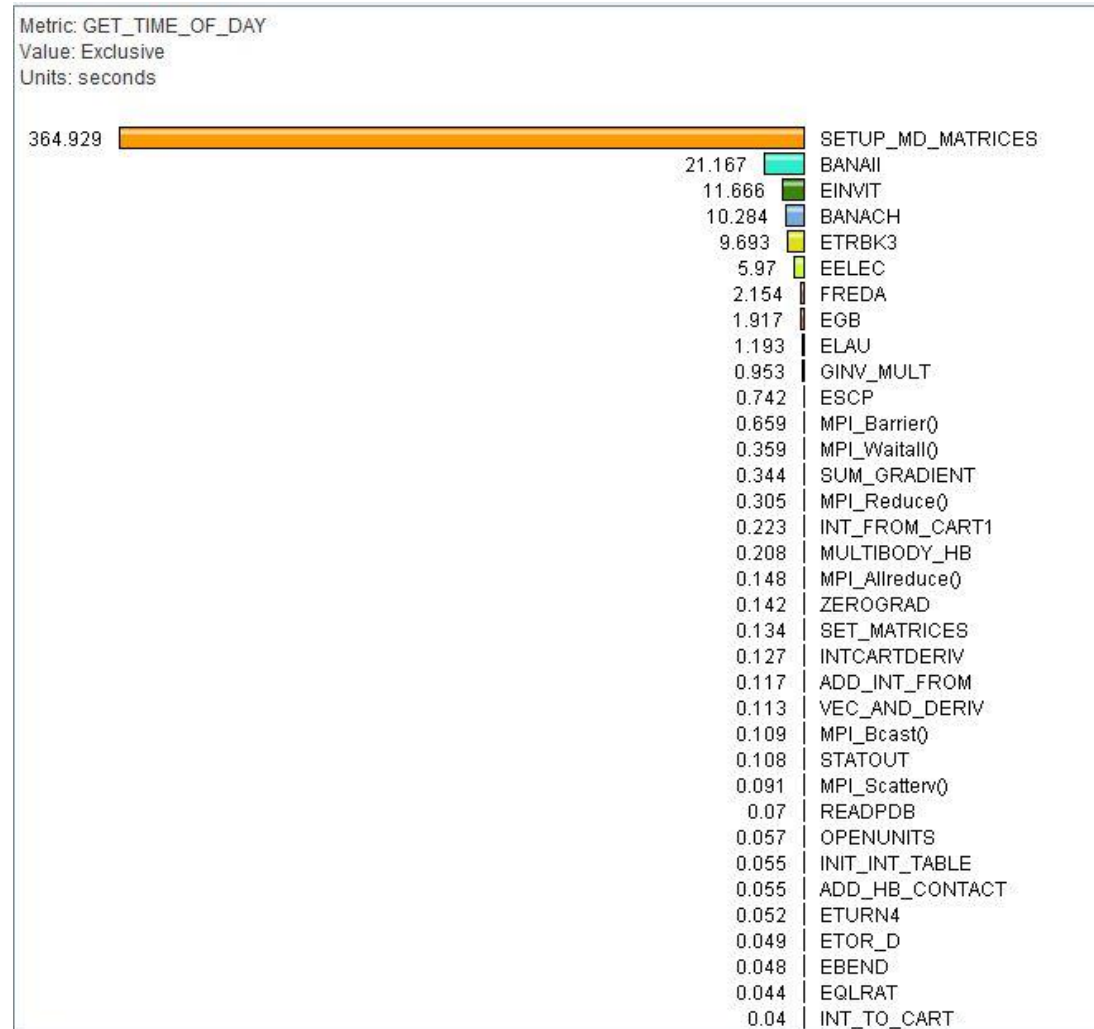 Metric: GET_TIME_OF_DAY
Value: Exclusive
Units: seconds
364.929 SETUP_MD_MATRICES
21.167 BANAII
11.666 EINVIT
10.284 BANACH
9.693 ETRBK3
5.97 EELEC
2.154 FREDA
1.917 EGB
1.193 ELAU
0.953 GINV_MULT
0.742 ESCP
0.659 MPI_Barrier()
0.359 MPI_Waitall()
0.344 SUM_GRADIENT
0.305 MPI_Reduce()
0.223 INT_FROM_CART1
0.208 MULTIBODY_HB
0.148 MPI_Allreduce()
0.142 ZEROGRAD
0.134 SET_MATRICES
0.127 INTCARTDERIV
0.117 ADD_INT_FROM
0.113 VEC_AND_DERIV
0.109 MPI_Bcast()
0.108 STATOUT
0.091 MPI_Scatterv()
0.07 READPDB
0.057 OPENUNITS
0.055 INIT_INT_TABLE
0.055 ADD_HB_CONTACT
0.052 ETURN4
0.049 ETOR_D
0.048 EBEND
0.044 EQLRAT
0.04 INT_TO_CART